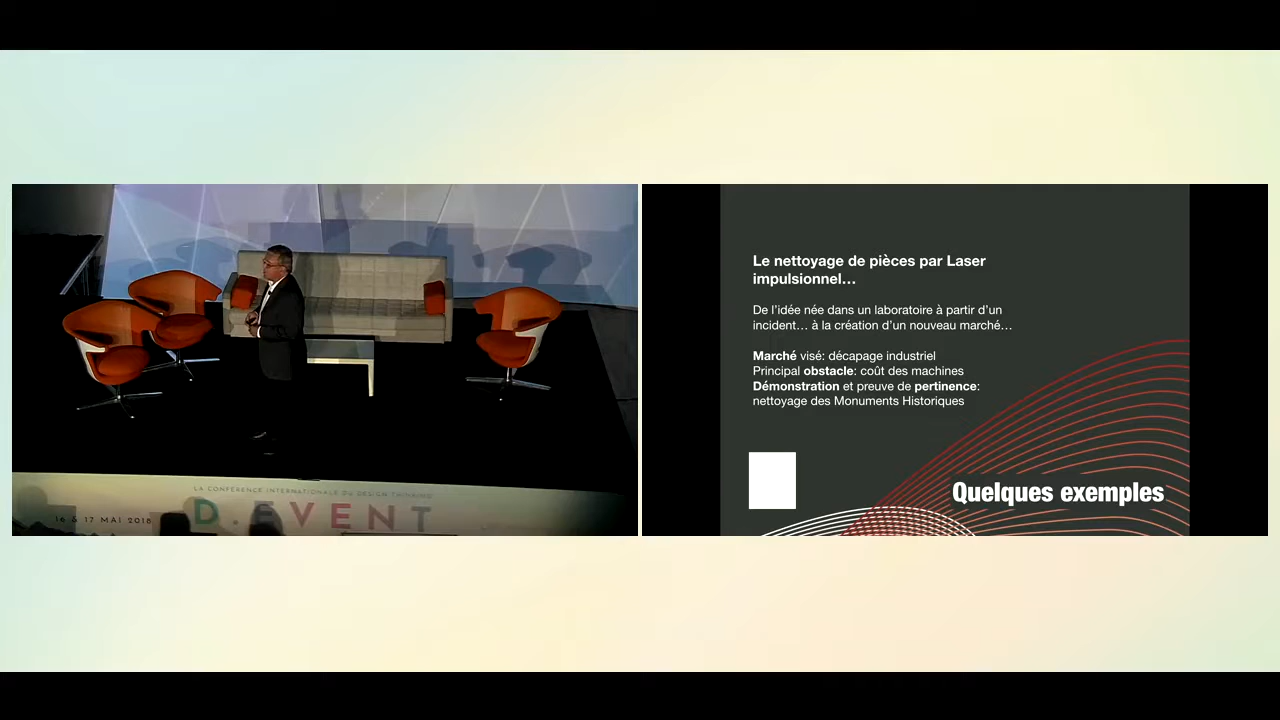 LA CONFÉRENCE INTERNATIONALE DU DESIGN THINKING
D.EVENT
16 & 17 MAI 2018
Le nettoyage de pièces par Laser
impulsionnel…
De l'idée née dans un laboratoire à partir d'un
incident… à la création d'un nouveau marché…
Marché visé: décapage industriel
Principal obstacle: coût des machines
Démonstration et preuve de pertinence:
nettoyage des Monuments Historiques
Quelques exemples